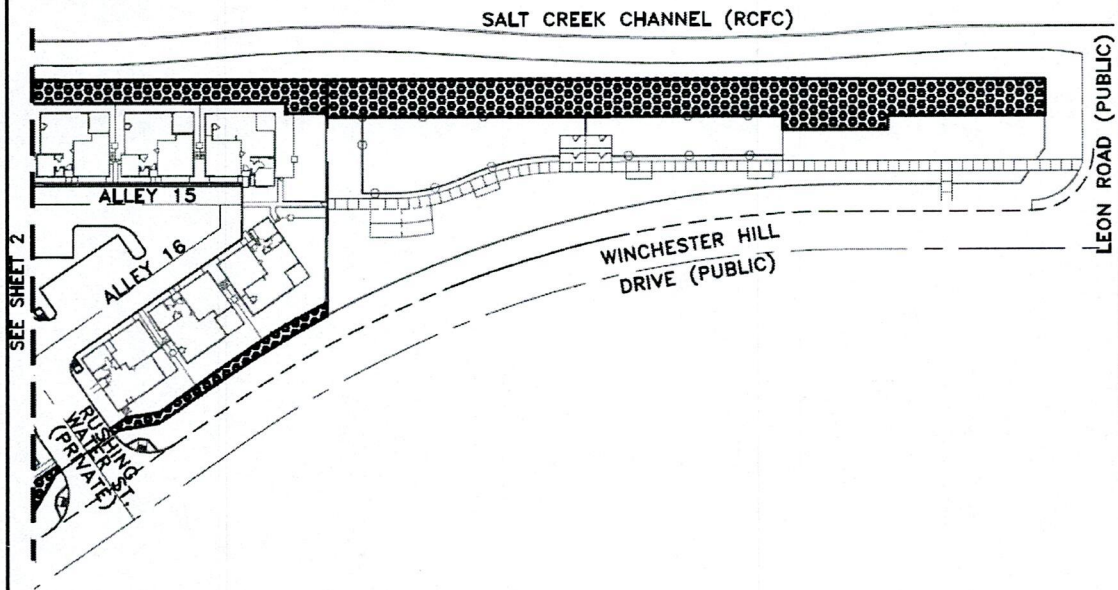 SALT CREEK CHANNEL (RCFC)
LEON ROAD (PUBLIC)
ALLEY 15
ALLEY 16
SEE SHEET 2
WINCHESTER HILL
DRIVE (PUBLIC)
RUSHING
WATER ST.
(PRIVATE)